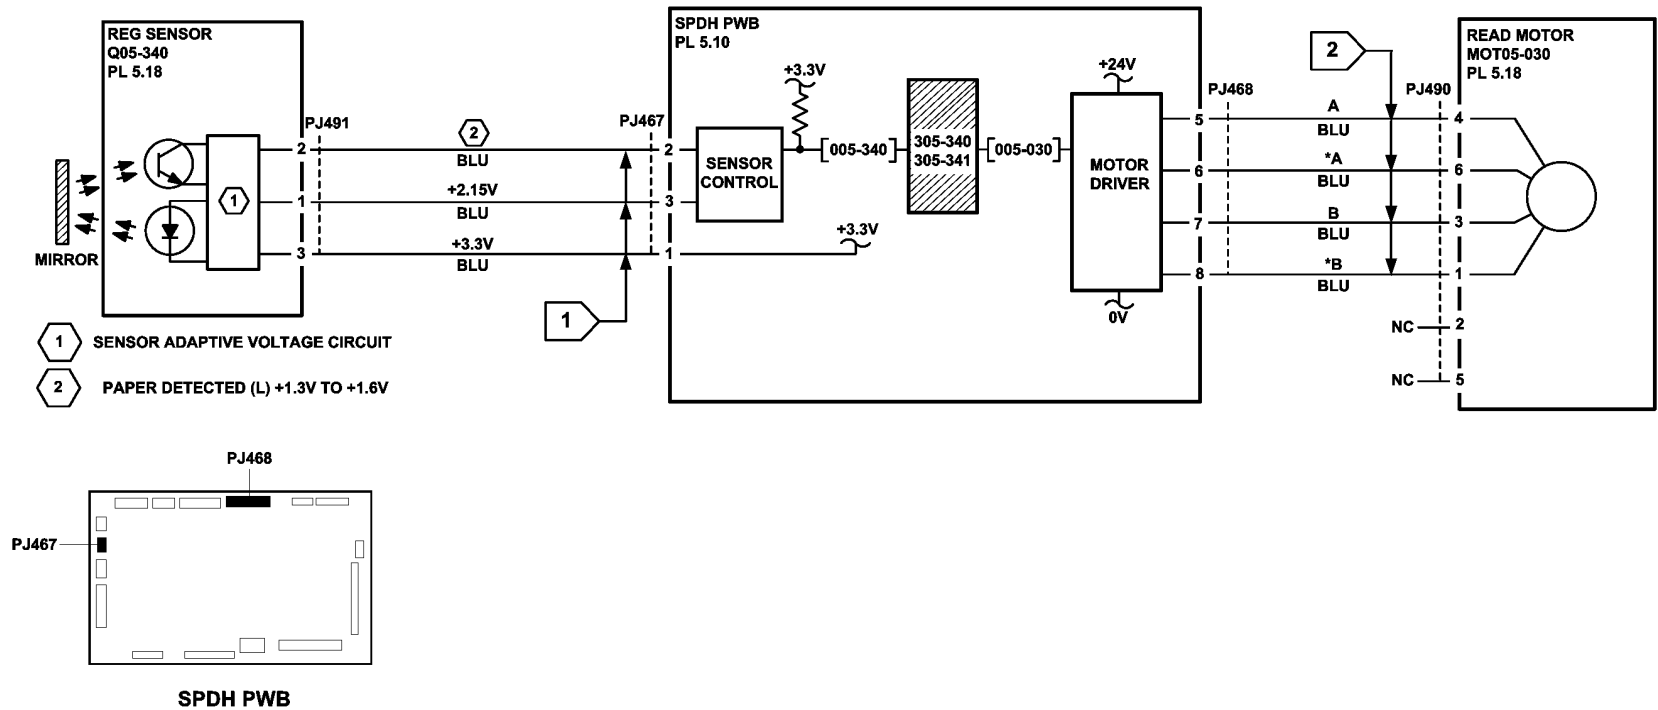 REG SENSOR
Q05-340
PL 5.18
MIRROR
1
2
1
3
PJ491
2
BLU
+2.15V
BLU
+3.3V
BLU
1
PJ467
2
3
1
SPDH PWB
PL 5.10
SENSOR
CONTROL
+3.3V
005-340
305-340
305-341
005-030
+3.3V
+24V
MOTOR
DRIVER
0V
5
6
7
8
PJ468
A
BLU
*A
BLU
B
BLU
*B
BLU
2
PJ490
4
6
3
1
NC
2
NC
5
READ MOTOR
MOT05-030
PL 5.18
1 SENSOR ADAPTIVE VOLTAGE CIRCUIT
2 PAPER DETECTED (L) +1.3V TO +1.6V
PJ468
PJ467
SPDH PWB